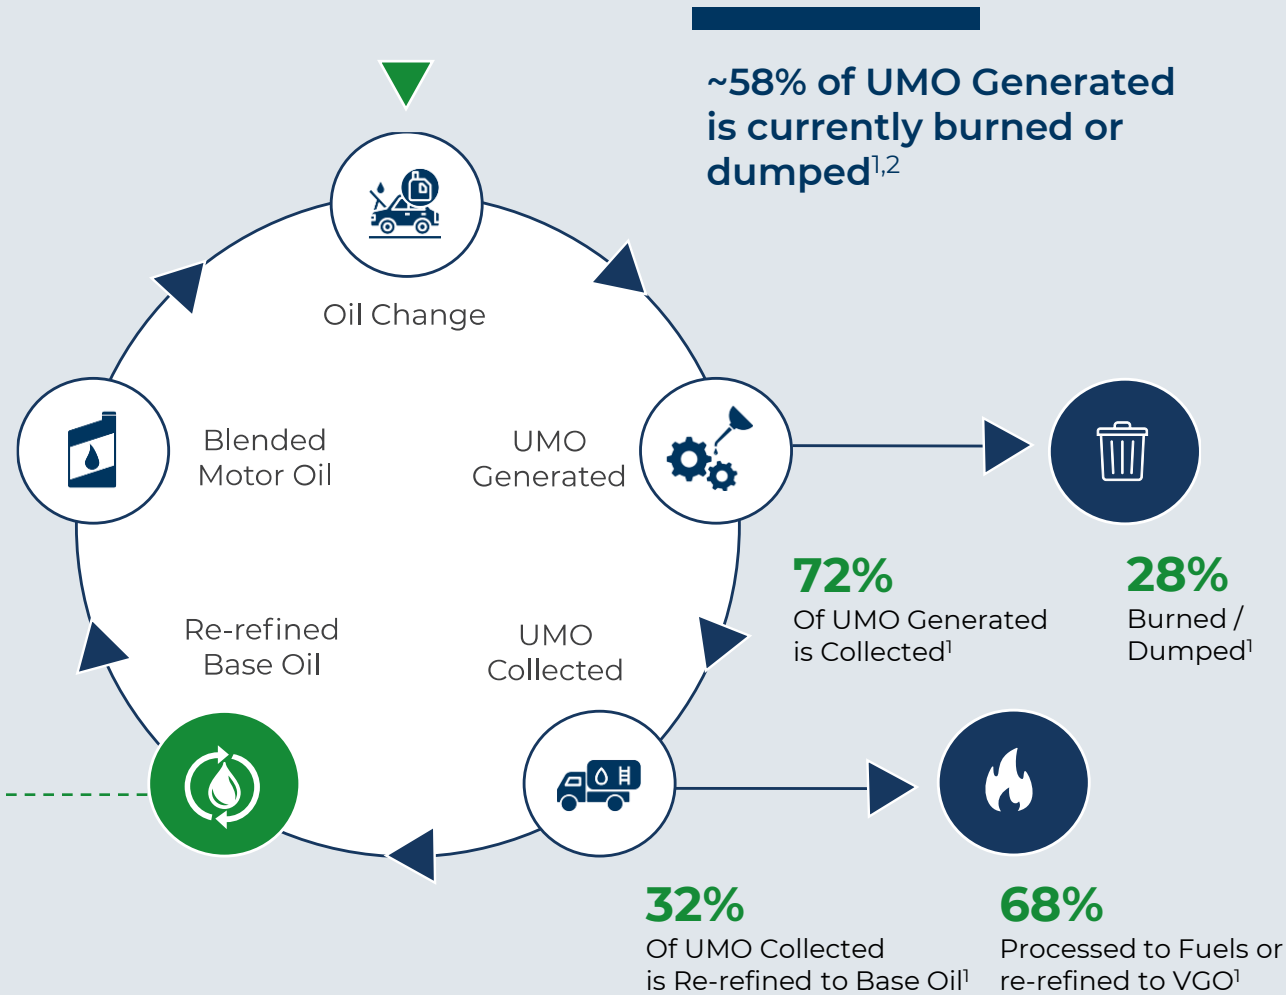 ~58% of UMO Generated
is currently burned or
dumped1,2
Oil Change
Blended
Motor Oil
UMO
Generated
72%
Of UMO Generated
is Collected1
28%
Burned /
Dumped1
Re-refined
Base Oil
UMO
Collected
32%
Of UMO Collected
is Re-refined to Base Oil1
68%
Processed to Fuels or
re-refined to VGO1